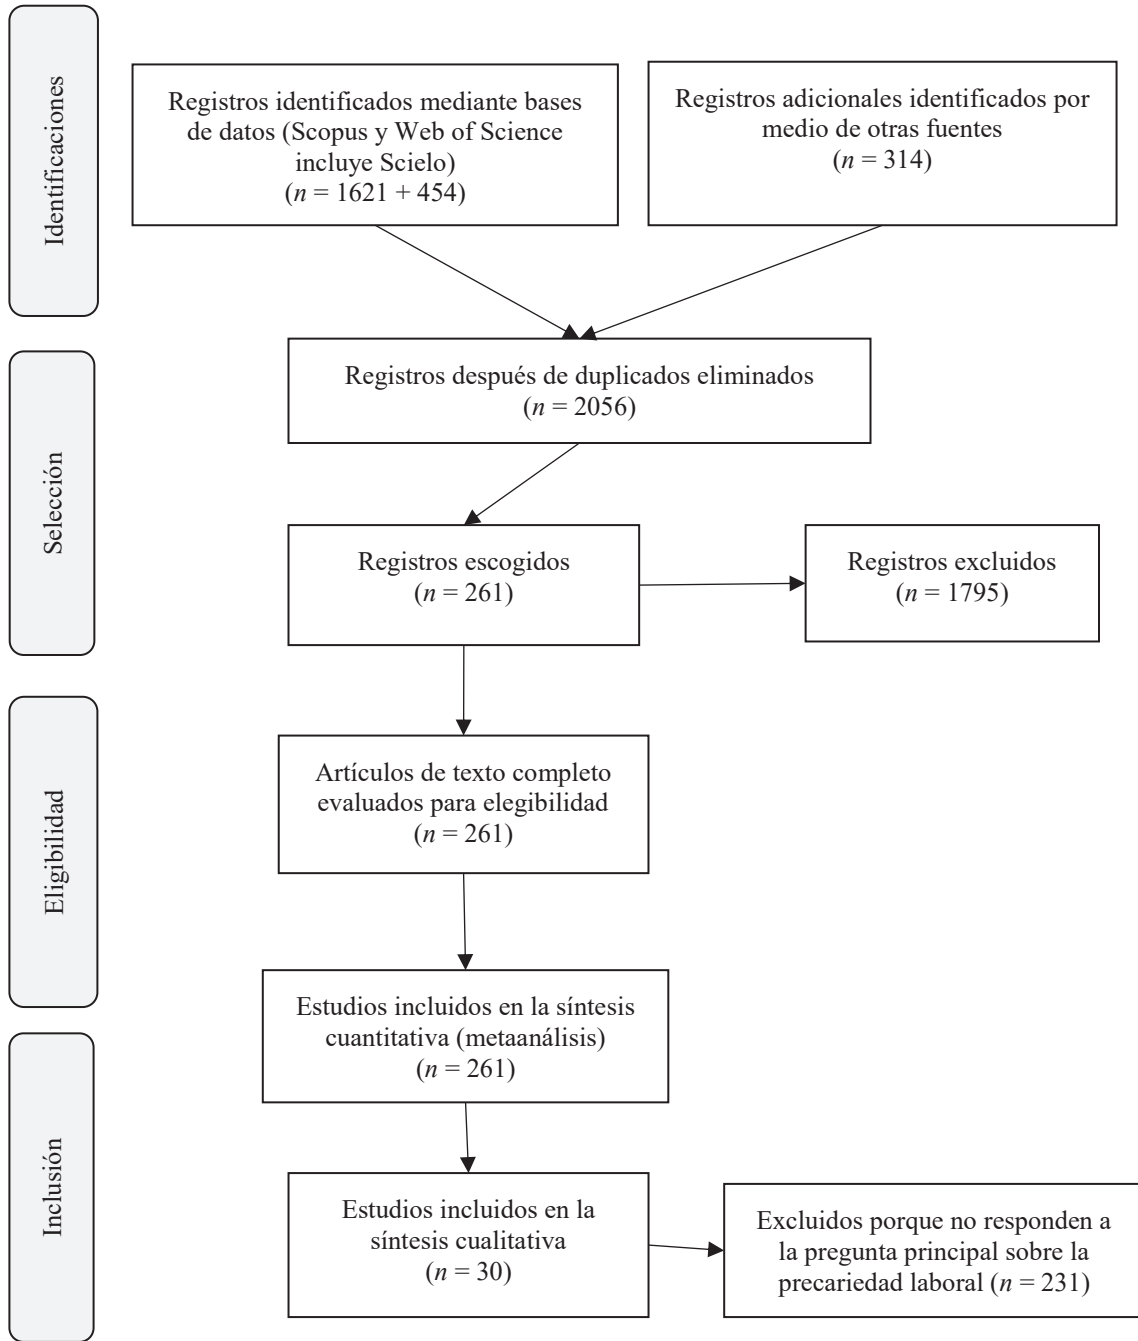 Identificaciones
Registros identificados mediante bases
de datos (Scopus y Web of Science
incluye Scielo)
(n = 1621 + 454)
Registros adicionales identificados por
medio de otras fuentes
(n = 314)
Selección
Registros después de duplicados eliminados
(n = 2056)
Registros escogidos
(n = 261)
Registros excluidos
(n = 1795)
Eligibilidad
Artículos de texto completo
evaluados para elegibilidad
(n = 261)
Estudios incluidos en la síntesis
cuantitativa (metaanálisis)
(n = 261)
Inclusión
Estudios incluidos en la
síntesis cualitativa
(n = 30)
Excluidos porque no responden a
la pregunta principal sobre la
precariedad laboral (n = 231)